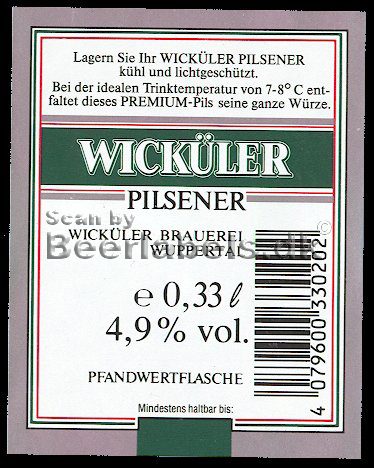 Lagern Sie Ihr WICKÜLER PILSENER
kühl und lichtgeschützt.
Bei der idealen Trinktemperatur von 7-8° C ent-
faltet dieses PREMIUM-Pils seine ganze Würze.
WICKÜLER
PILSENER
Scan by
Beerlabels.dk ©
WICKÜLER BRAUEREI
WUPPERTAL
e 0,33 ℓ
4,9% vol.
PFANDWERTFLASCHE
Mindestens haltbar bis:
4 079600 330202